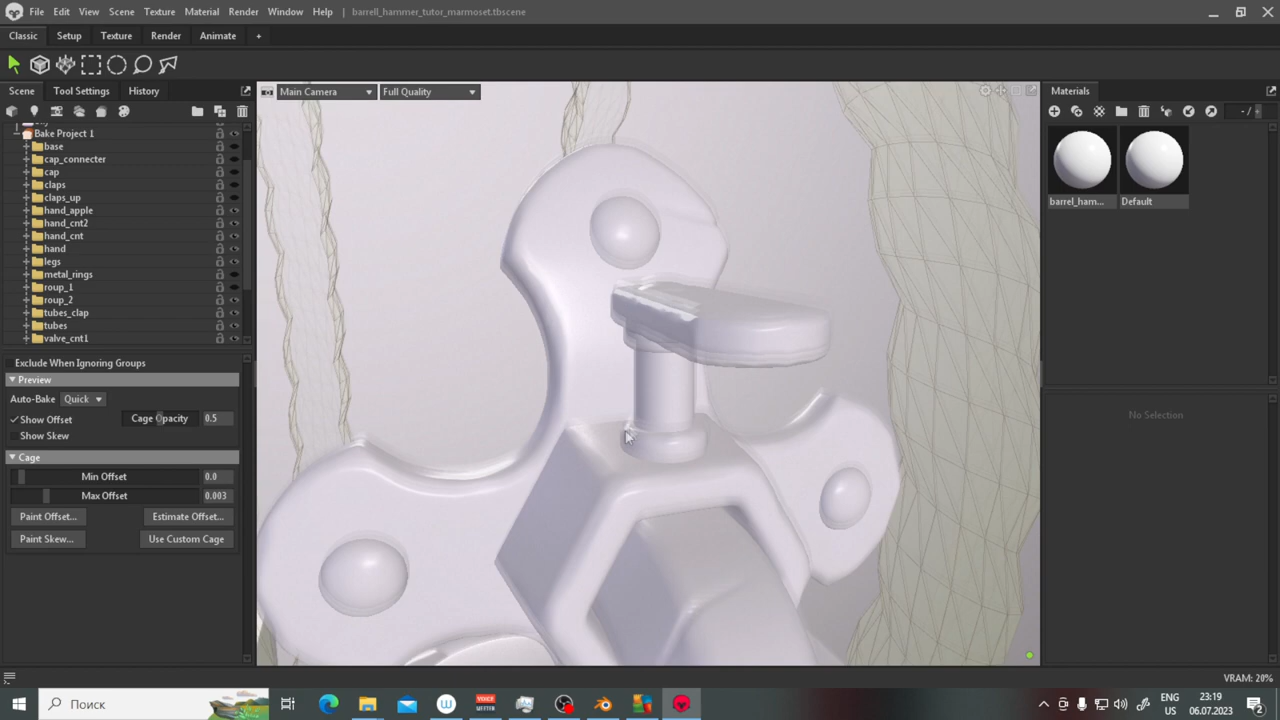 File Edit View Scene Texture Material Render Window Help barrell_hammer_tutor_marmoset.tbscene
Classic Setup Texture Render Animate +
Scene Tool Settings History
Main Camera Full Quality
Materials
- /
Bake Project 1
base
cap_connecter
cap
claps
claps_up
hand_apple
hand_cnt2
hand_cnt
hand
legs
metal_rings
roup_1
roup_2
tubes_clap
tubes
valve_cnt1
barrel_ham... Default
Exclude When Ignoring Groups
Preview
Auto-Bake Quick
Show Offset Cage Opacity 0.5
Show Skew
Cage
Min Offset 0.0
Max Offset 0.003
Paint Offset... Estimate Offset...
Paint Skew... Use Custom Cage
No Selection
VRAM: 20%
Поиск
VOICE
ENG
US
23:19
06.07.2023
2